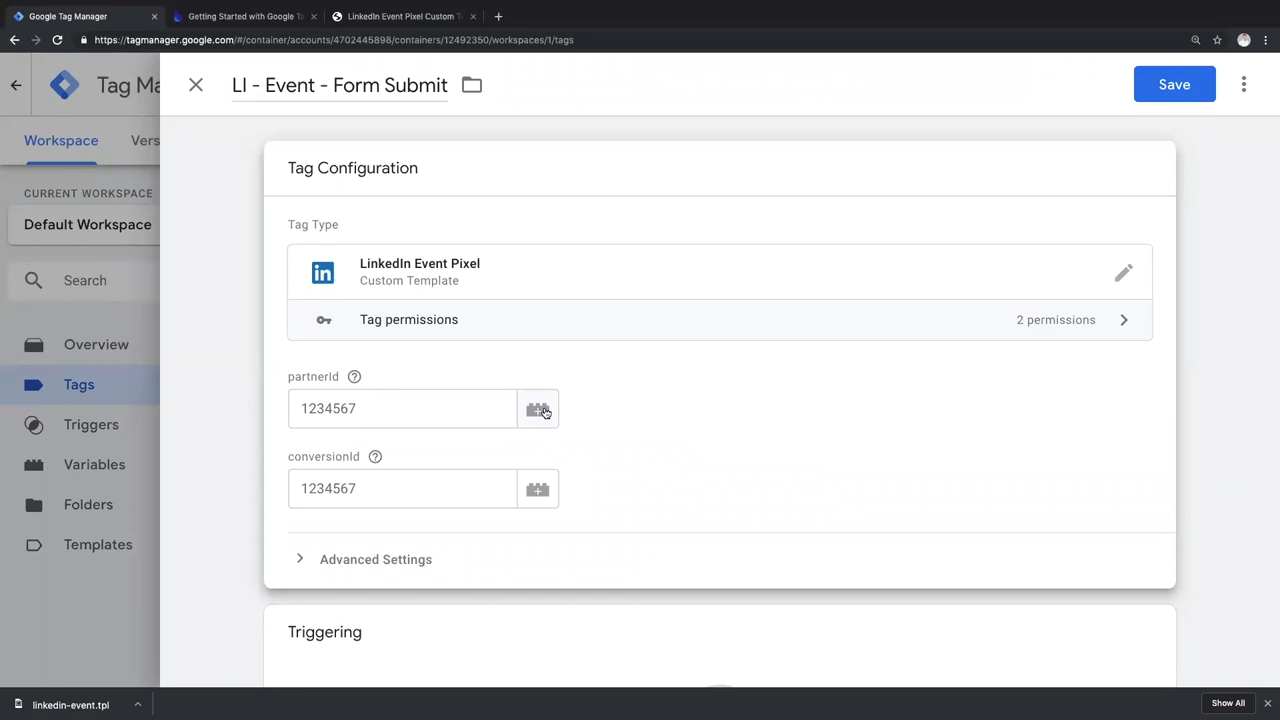 Google Tag Manager
Getting Started with Google Ta
LinkedIn Event Pixel Custom T
https://tagmanager.google.com/#/container/accounts/4702445898/containers/12492350/workspaces/1/tags
Tag Ma
LI - Event - Form Submit
Save
Workspace
Vers
Tag Configuration
CURRENT WORKSPACE
Default Workspace
Tag Type
in
LinkedIn Event Pixel
Custom Template
Search
Tag permissions
2 permissions
Overview
partnerId
Tags
1234567
Triggers
conversionId
Variables
1234567
Folders
Templates
Advanced Settings
Triggering
linkedin-event.tpl
Show All